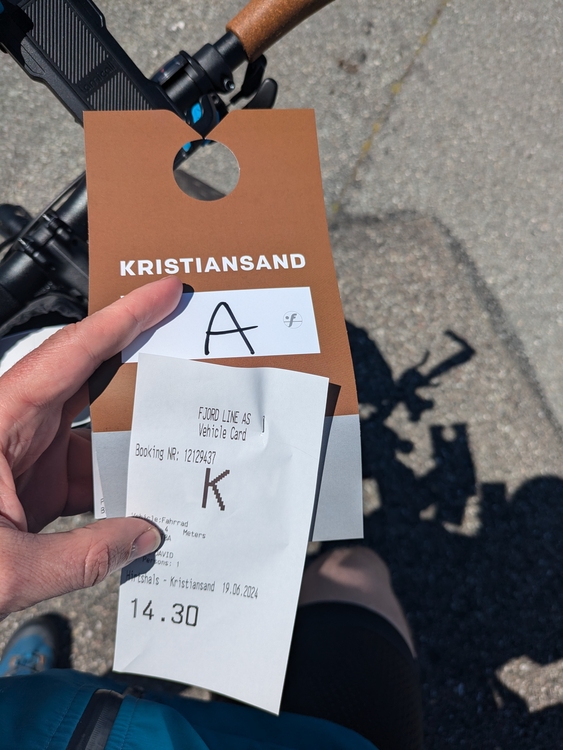 KRISTIANSAND
A
FJORD LINE AS
Vehicle Card
Booking NR: 12129437
K
Vehicle:Fahrrad
Meters
DAVID
Persons: 1
Hirtshals - Kristiansand 19.06.2024
14.30